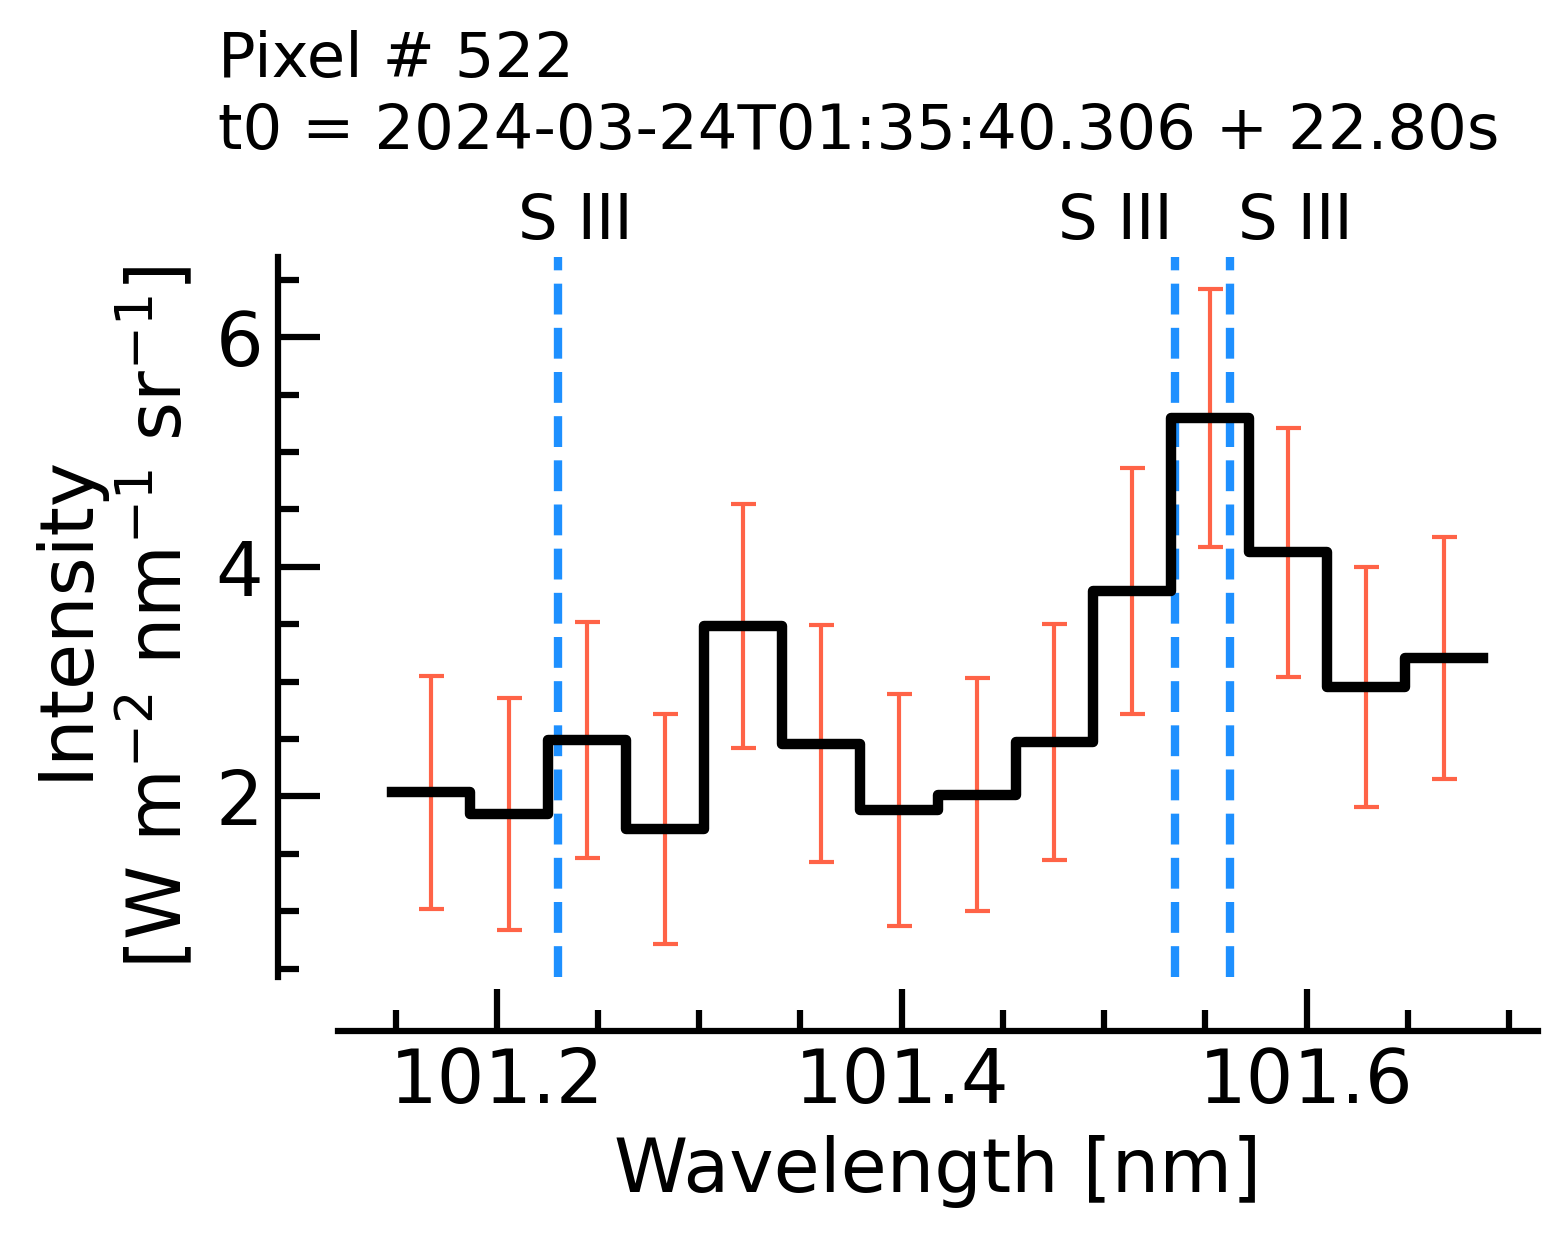 Pixel # 522
t0 = 2024-03-24T01:35:40.306 + 22.80s
S III S III S III
Intensity
[W m⁻² nm⁻¹ sr⁻¹]
6
4
2
101.2 101.4 101.6
Wavelength [nm]